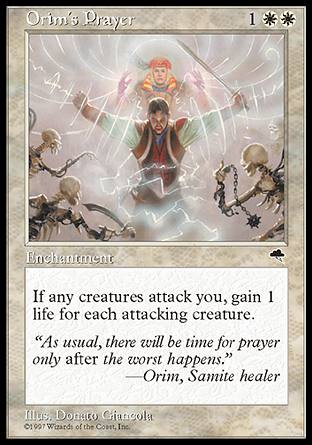 Orim's Prayer 1
Enchantment
If any creatures attack you, gain 1
life for each attacking creature.
"As usual, there will be time for prayer
only after the worst happens."
—Orim, Samite healer
Illus. Donato Giancola
©1997 Wizards of the Coast, Inc.